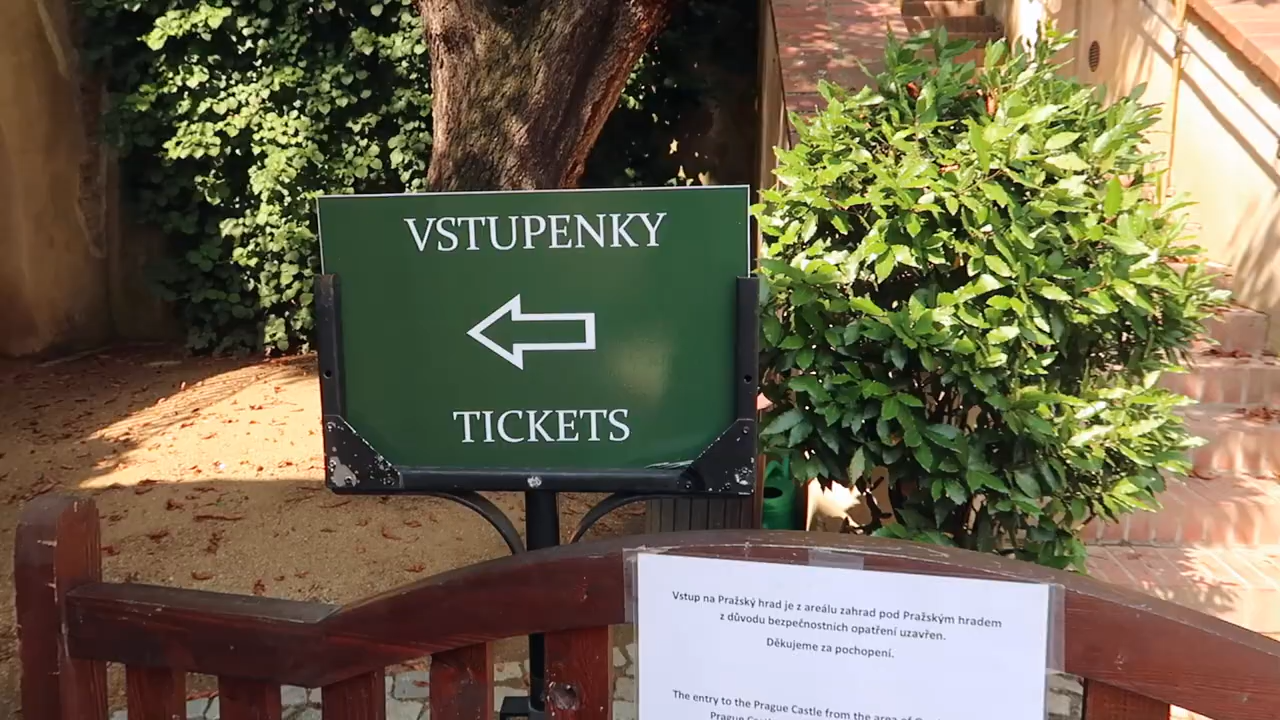 VSTUPENKY
TICKETS
Vstup na Pražský hrad je z areálu zahrad pod Pražským hradem
z důvodu bezpečnostních opatření uzavřen.
Děkujeme za pochopení.
The entry to the Prague Castle from the area of
Prague